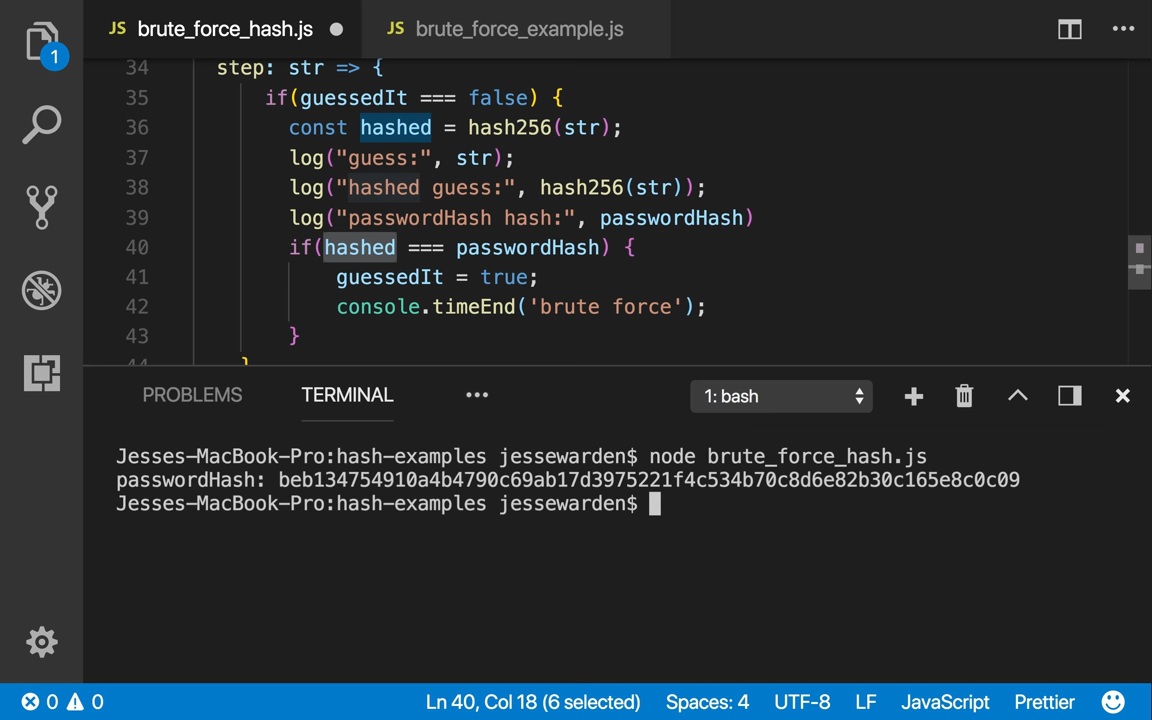 JS brute_force_hash.js JS brute_force_example.js
1
34 step: str => {
35 if(guessedIt === false) {
36 const hashed = hash256(str);
37 log("guess:", str);
38 log("hashed guess:", hash256(str));
39 log("passwordHash hash:", passwordHash)
40 if(hashed === passwordHash) {
41 guessedIt = true;
42 console.timeEnd('brute force');
43 }
44 }
PROBLEMS TERMINAL ••• 1: bash
Jesses-MacBook-Pro:hash-examples jessewarden$ node brute_force_hash.js
passwordHash: beb134754910a4b4790c69ab17d3975221f4c534b70c8d6e82b30c165e8c0c09
Jesses-MacBook-Pro:hash-examples jessewarden$
0 0 Ln 40, Col 18 (6 selected) Spaces: 4 UTF-8 LF JavaScript Prettier